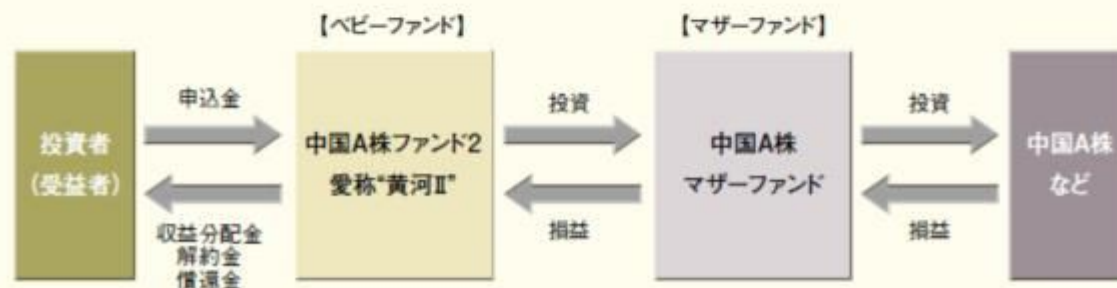 【ベビーファンド】
【マザーファンド】
投資者
(受益者)
申込金
収益分配金
解約金
償還金
中国A株ファンド2
愛称“黄河Ⅱ”
投資
損益
中国A株
マザーファンド
投資
損益
中国A株
など